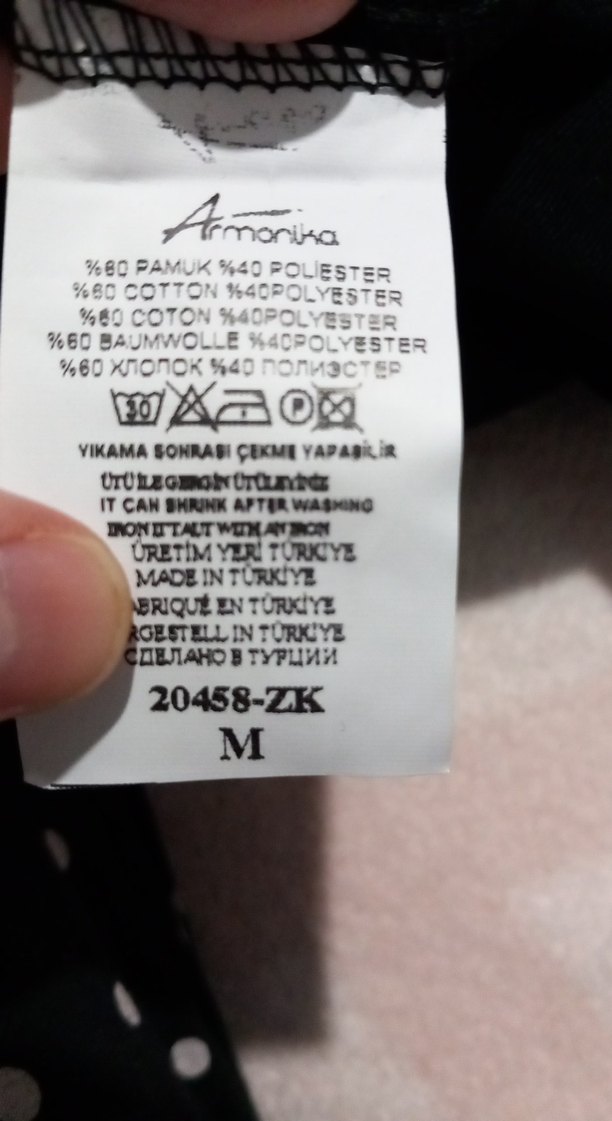 Armonika
%60 PAMUK %40 POLİESTER
%60 COTTON %40POLYESTER
%60 COTON %40POLYESTER
%60 BAUMWOLLE %40POLYESTER
%60 ХЛОПОК %40 ПОЛИЭСТЕР
30 P
YIKAMA SONRASI ÇEKME YAPABİLİR
ÜTÜ İLE GERGİN ÜTÜLEYİNİZ
IT CAN SHRINK AFTER WASHING
IRON IT TAUT WITH AN IRON
ÜRETİM YERİ TÜRKİYE
MADE IN TÜRKİYE
ABRIQUÉ EN TÜRKİYE
RGESTELL IN TÜRKİYE
СДЕЛАНО В ТУРЦИИ
20458-ZK
M